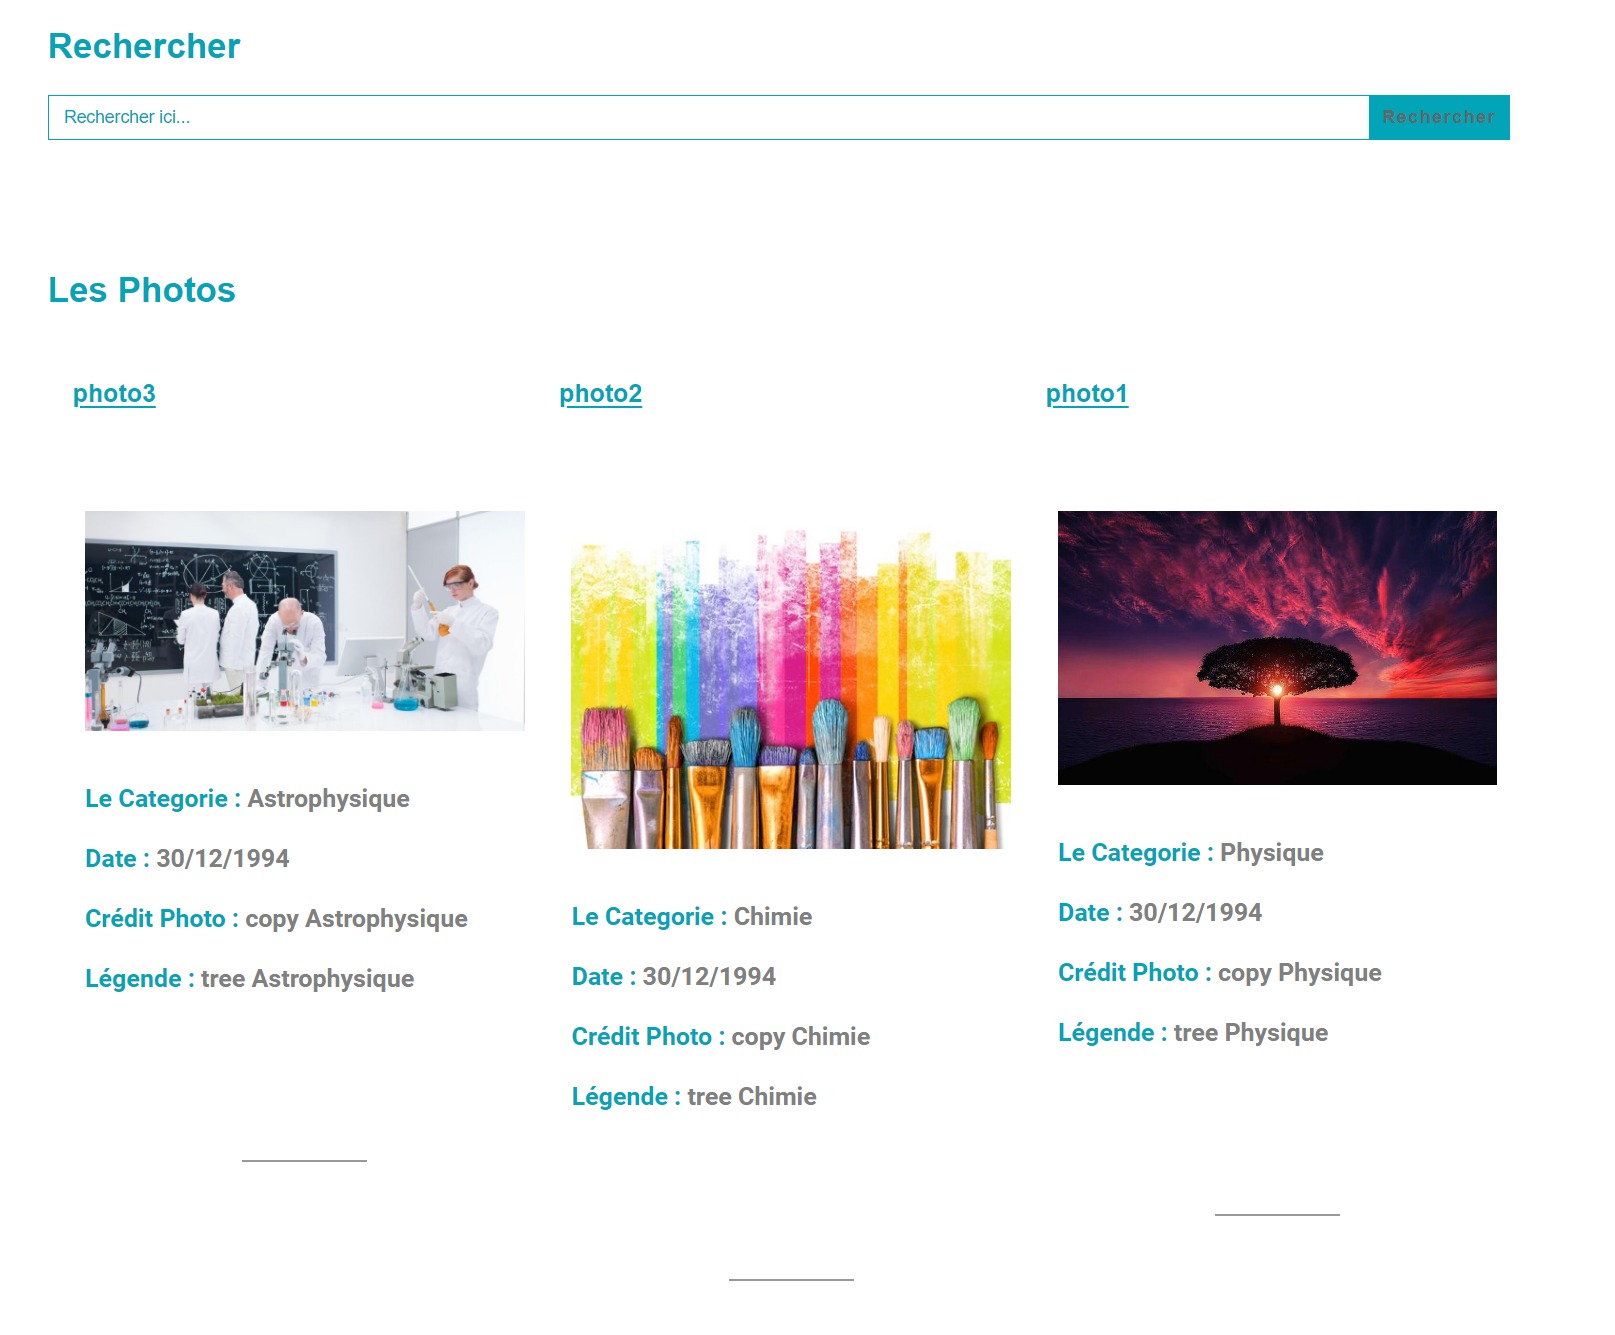 Rechercher
Rechercher ici...
Rechercher
Les Photos
photo3
Le Categorie : Astrophysique
Date : 30/12/1994
Crédit Photo : copy Astrophysique
Légende : tree Astrophysique
photo2
Le Categorie : Chimie
Date : 30/12/1994
Crédit Photo : copy Chimie
Légende : tree Chimie
photo1
Le Categorie : Physique
Date : 30/12/1994
Crédit Photo : copy Physique
Légende : tree Physique